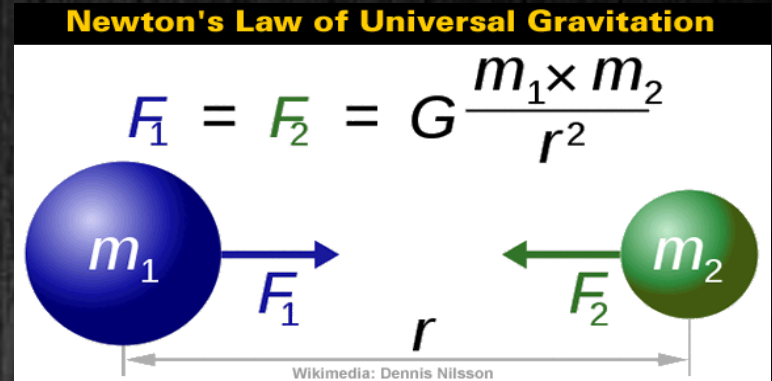 Newton's Law of Universal Gravitation
F₁ = F₂ = G m₁ × m₂ / r²
m₁
F₁
F₂
m₂
r
Wikimedia: Dennis Nilsson